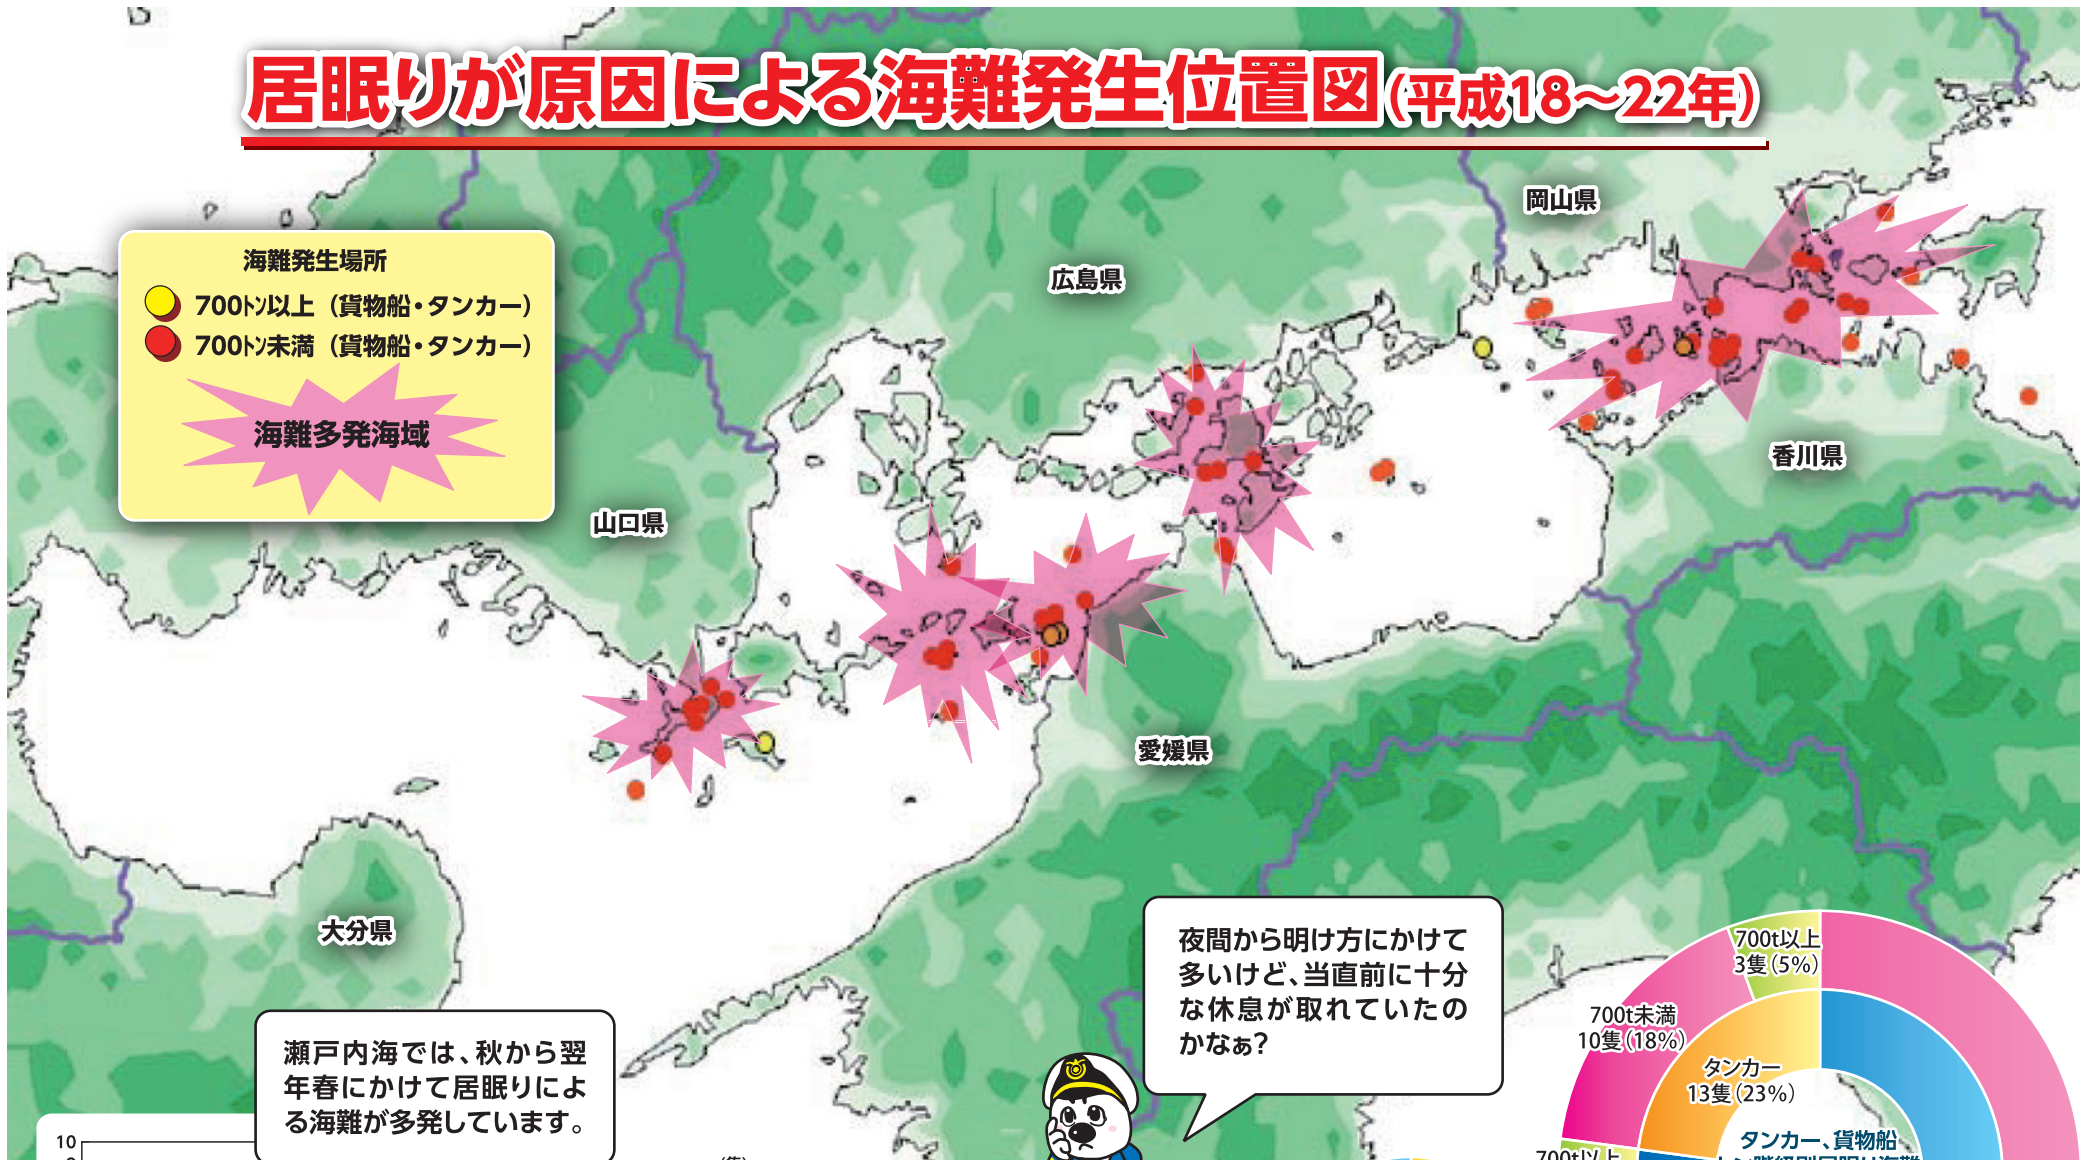 居眠りが原因による海難発生位置図(平成18～22年)
岡山県
海難発生場所
700ﾄﾝ以上（貨物船・タンカー）
700ﾄﾝ未満（貨物船・タンカー）
海難多発海域
広島県
香川県
山口県
愛媛県
大分県
夜間から明け方にかけて
多いけど、当直前に十分
な休息が取れていたの
かなぁ?
瀬戸内海では、秋から翌
年春にかけて居眠りによ
る海難が多発しています。
700t以上
3隻(5%)
700t未満
10隻(18%)
タンカー
13隻(23%)
タンカー、貨物船
700t以上
10